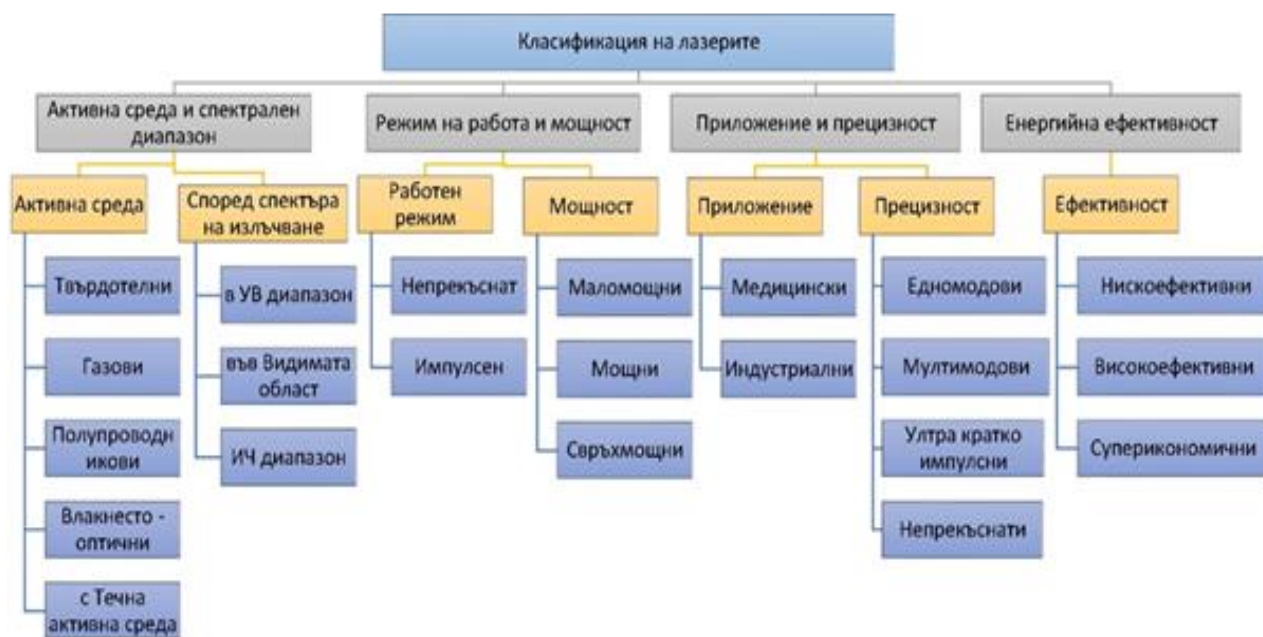 Класификация на лазерите
Активна среда и спектрален
диапазон
Режим на работа и мощност
Приложение и прецизност
Енергийна ефективност
Активна среда
Според спектъра
на излъчване
Работен
режим
Мощност
Приложение
Прецизност
Ефективност
Твърдотелни
Газови
Полупроводн
икови
Влакнесто -
оптични
с Течна
активна среда
в УВ диапазон
във Видимата
област
ИЧ диапазон
Непрекъснат
Импулсен
Маломощни
Мощни
Свръхмощни
Медицински
Индустриални
Едномодови
Мултимодови
Ултра кратко
импулсни
Непрекъснати
Нискоефективни
Високоефективни
Суперикономични